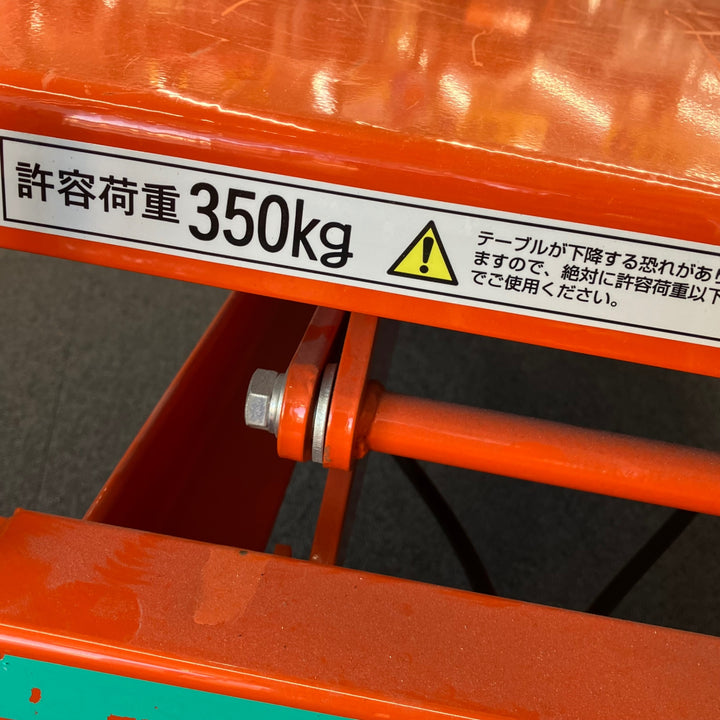 許容荷重 350kg
テーブルが下降する恐れがあり
ますので、絶対に許容荷重以下
でご使用ください。